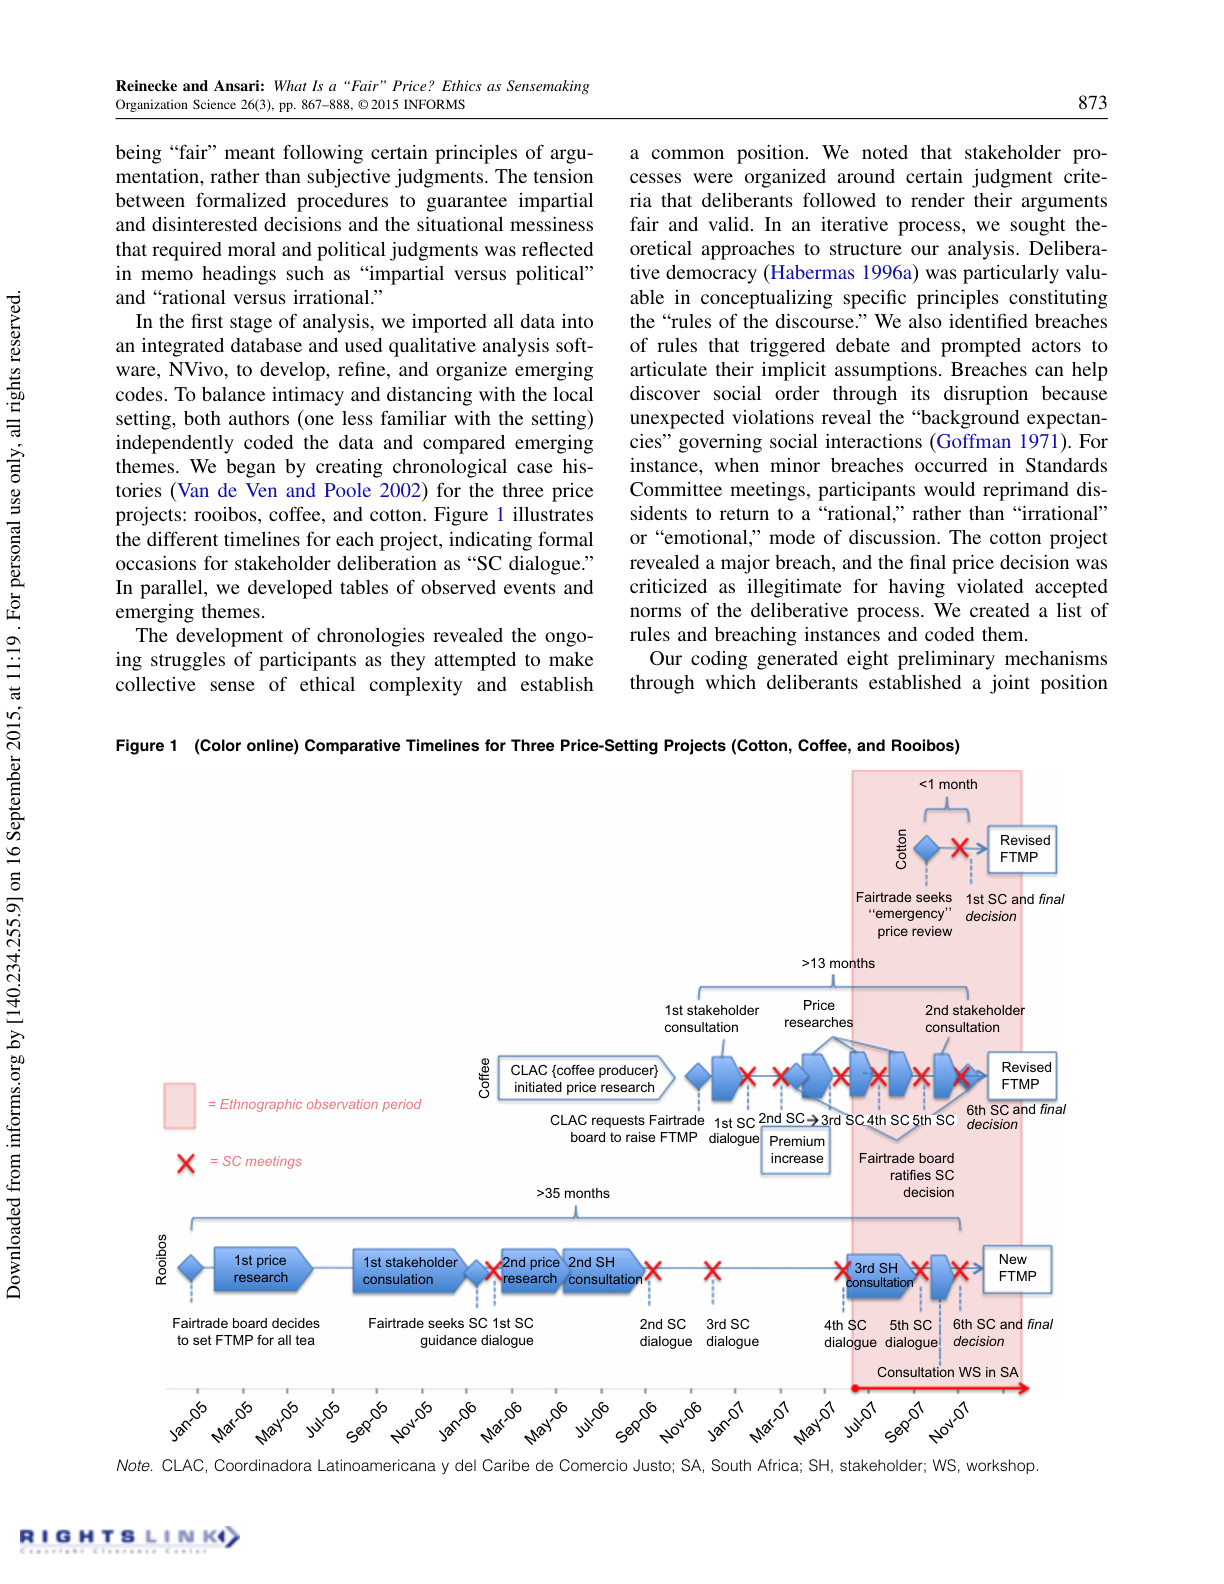 Reinecke and Ansari: What Is a “Fair” Price? Ethics as Sensemaking
Organization Science 26(3), pp. 867–888, © 2015 INFORMS
873
being “fair” meant following certain principles of argu-
mentation, rather than subjective judgments. The tension
between formalized procedures to guarantee impartial
and disinterested decisions and the situational messiness
that required moral and political judgments was reflected
in memo headings such as “impartial versus political”
and “rational versus irrational.”
In the first stage of analysis, we imported all data into
an integrated database and used qualitative analysis soft-
ware, NVivo, to develop, refine, and organize emerging
codes. To balance intimacy and distancing with the local
setting, both authors (one less familiar with the setting)
independently coded the data and compared emerging
themes. We began by creating chronological case his-
tories (Van de Ven and Poole 2002) for the three price
projects: rooibos, coffee, and cotton. Figure 1 illustrates
the different timelines for each project, indicating formal
occasions for stakeholder deliberation as “SC dialogue.”
In parallel, we developed tables of observed events and
emerging themes.
The development of chronologies revealed the ongo-
ing struggles of participants as they attempted to make
collective sense of ethical complexity and establish
a common position. We noted that stakeholder pro-
cesses were organized around certain judgment crite-
ria that deliberants followed to render their arguments
fair and valid. In an iterative process, we sought the-
oretical approaches to structure our analysis. Delibera-
tive democracy (Habermas 1996a) was particularly valu-
able in conceptualizing specific principles constituting
the “rules of the discourse.” We also identified breaches
of rules that triggered debate and prompted actors to
articulate their implicit assumptions. Breaches can help
discover social order through its disruption because
unexpected violations reveal the “background expectan-
cies” governing social interactions (Goffman 1971). For
instance, when minor breaches occurred in Standards
Committee meetings, participants would reprimand dis-
sidents to return to a “rational,” rather than “irrational”
or “emotional,” mode of discussion. The cotton project
revealed a major breach, and the final price decision was
criticized as illegitimate for having violated accepted
norms of the deliberative process. We created a list of
rules and breaching instances and coded them.
Our coding generated eight preliminary mechanisms
through which deliberants established a joint position
Figure 1 (Color online) Comparative Timelines for Three Price-Setting Projects (Cotton, Coffee, and Rooibos)
<1 month
Cotton
Revised
FTMP
Fairtrade seeks
‘‘emergency’’
price review
1st SC and final
decision
>13 months
1st stakeholder
consultation
Price
researches
2nd stakeholder
consultation
Coffee
CLAC {coffee producer}
initiated price research
Revised
FTMP
CLAC requests Fairtrade
board to raise FTMP
1st SC
dialogue
2nd SC→3rd SC 4th SC 5th SC
6th SC and final
decision
Premium
increase
Fairtrade board
ratifies SC
decision
= Ethnographic observation period
= SC meetings
>35 months
Rooibos
1st price
research
1st stakeholder
consulation
2nd price
research
2nd SH
consultation
3rd SH
consultation
New
FTMP
Fairtrade board decides
to set FTMP for all tea
Fairtrade seeks SC
guidance
1st SC
dialogue
2nd SC
dialogue
3rd SC
dialogue
4th SC
dialogue
5th SC
dialogue
6th SC and final
decision
Consultation WS in SA
Jan-05
Mar-05
May-05
Jul-05
Sep-05
Nov-05
Jan-06
Mar-06
May-06
Jul-06
Sep-06
Nov-06
Jan-07
Mar-07
May-07
Jul-07
Sep-07
Nov-07
Note. CLAC, Coordinadora Latinoamericana y del Caribe de Comercio Justo; SA, South Africa; SH, stakeholder; WS, workshop.
Downloaded from informs.org by [140.234.255.9] on 16 September 2015, at 11:19 . For personal use only, all rights reserved.
RIGHTSLINK
Copyright Clearance Center